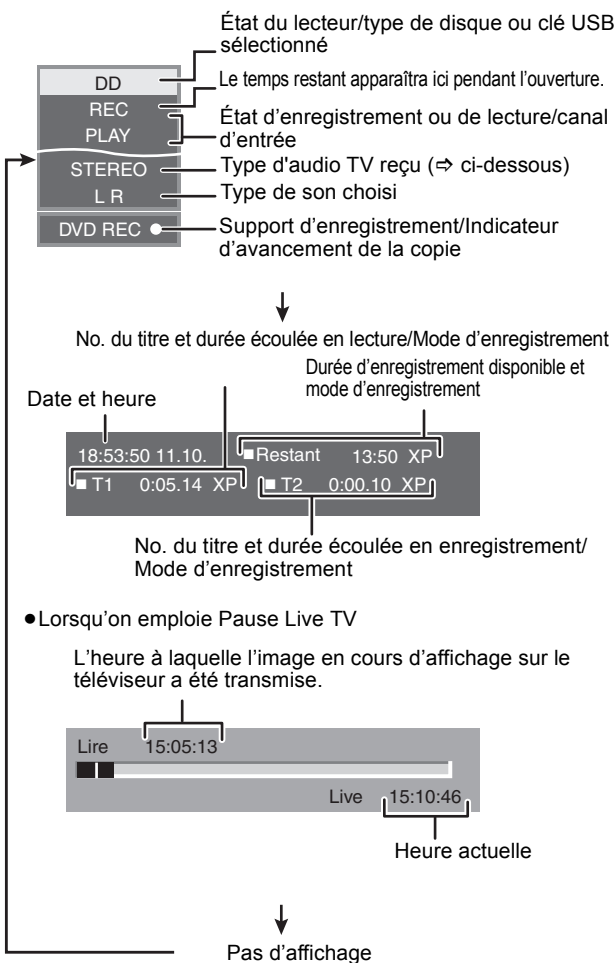 État du lecteur/type de disque ou clé USB
sélectionné
DD
Le temps restant apparaîtra ici pendant l'ouverture.
REC
État d'enregistrement ou de lecture/canal
d'entrée
PLAY
STEREO
Type d'audio TV reçu (⇨ ci-dessous)
L R
Type de son choisi
DVD REC ●
Support d'enregistrement/Indicateur
d'avancement de la copie
No. du titre et durée écoulée en lecture/Mode d'enregistrement
Durée d'enregistrement disponible et
mode d'enregistrement
Date et heure
18:53:50 11.10.
■Restant 13:50 XP
■ T1 0:05.14 XP
■ T2 0:00.10 XP
No. du titre et durée écoulée en enregistrement/
Mode d'enregistrement
●Lorsqu'on emploie Pause Live TV
L'heure à laquelle l'image en cours d'affichage sur le
téléviseur a été transmise.
Lire 15:05:13
Live 15:10:46
Heure actuelle
Pas d'affichage